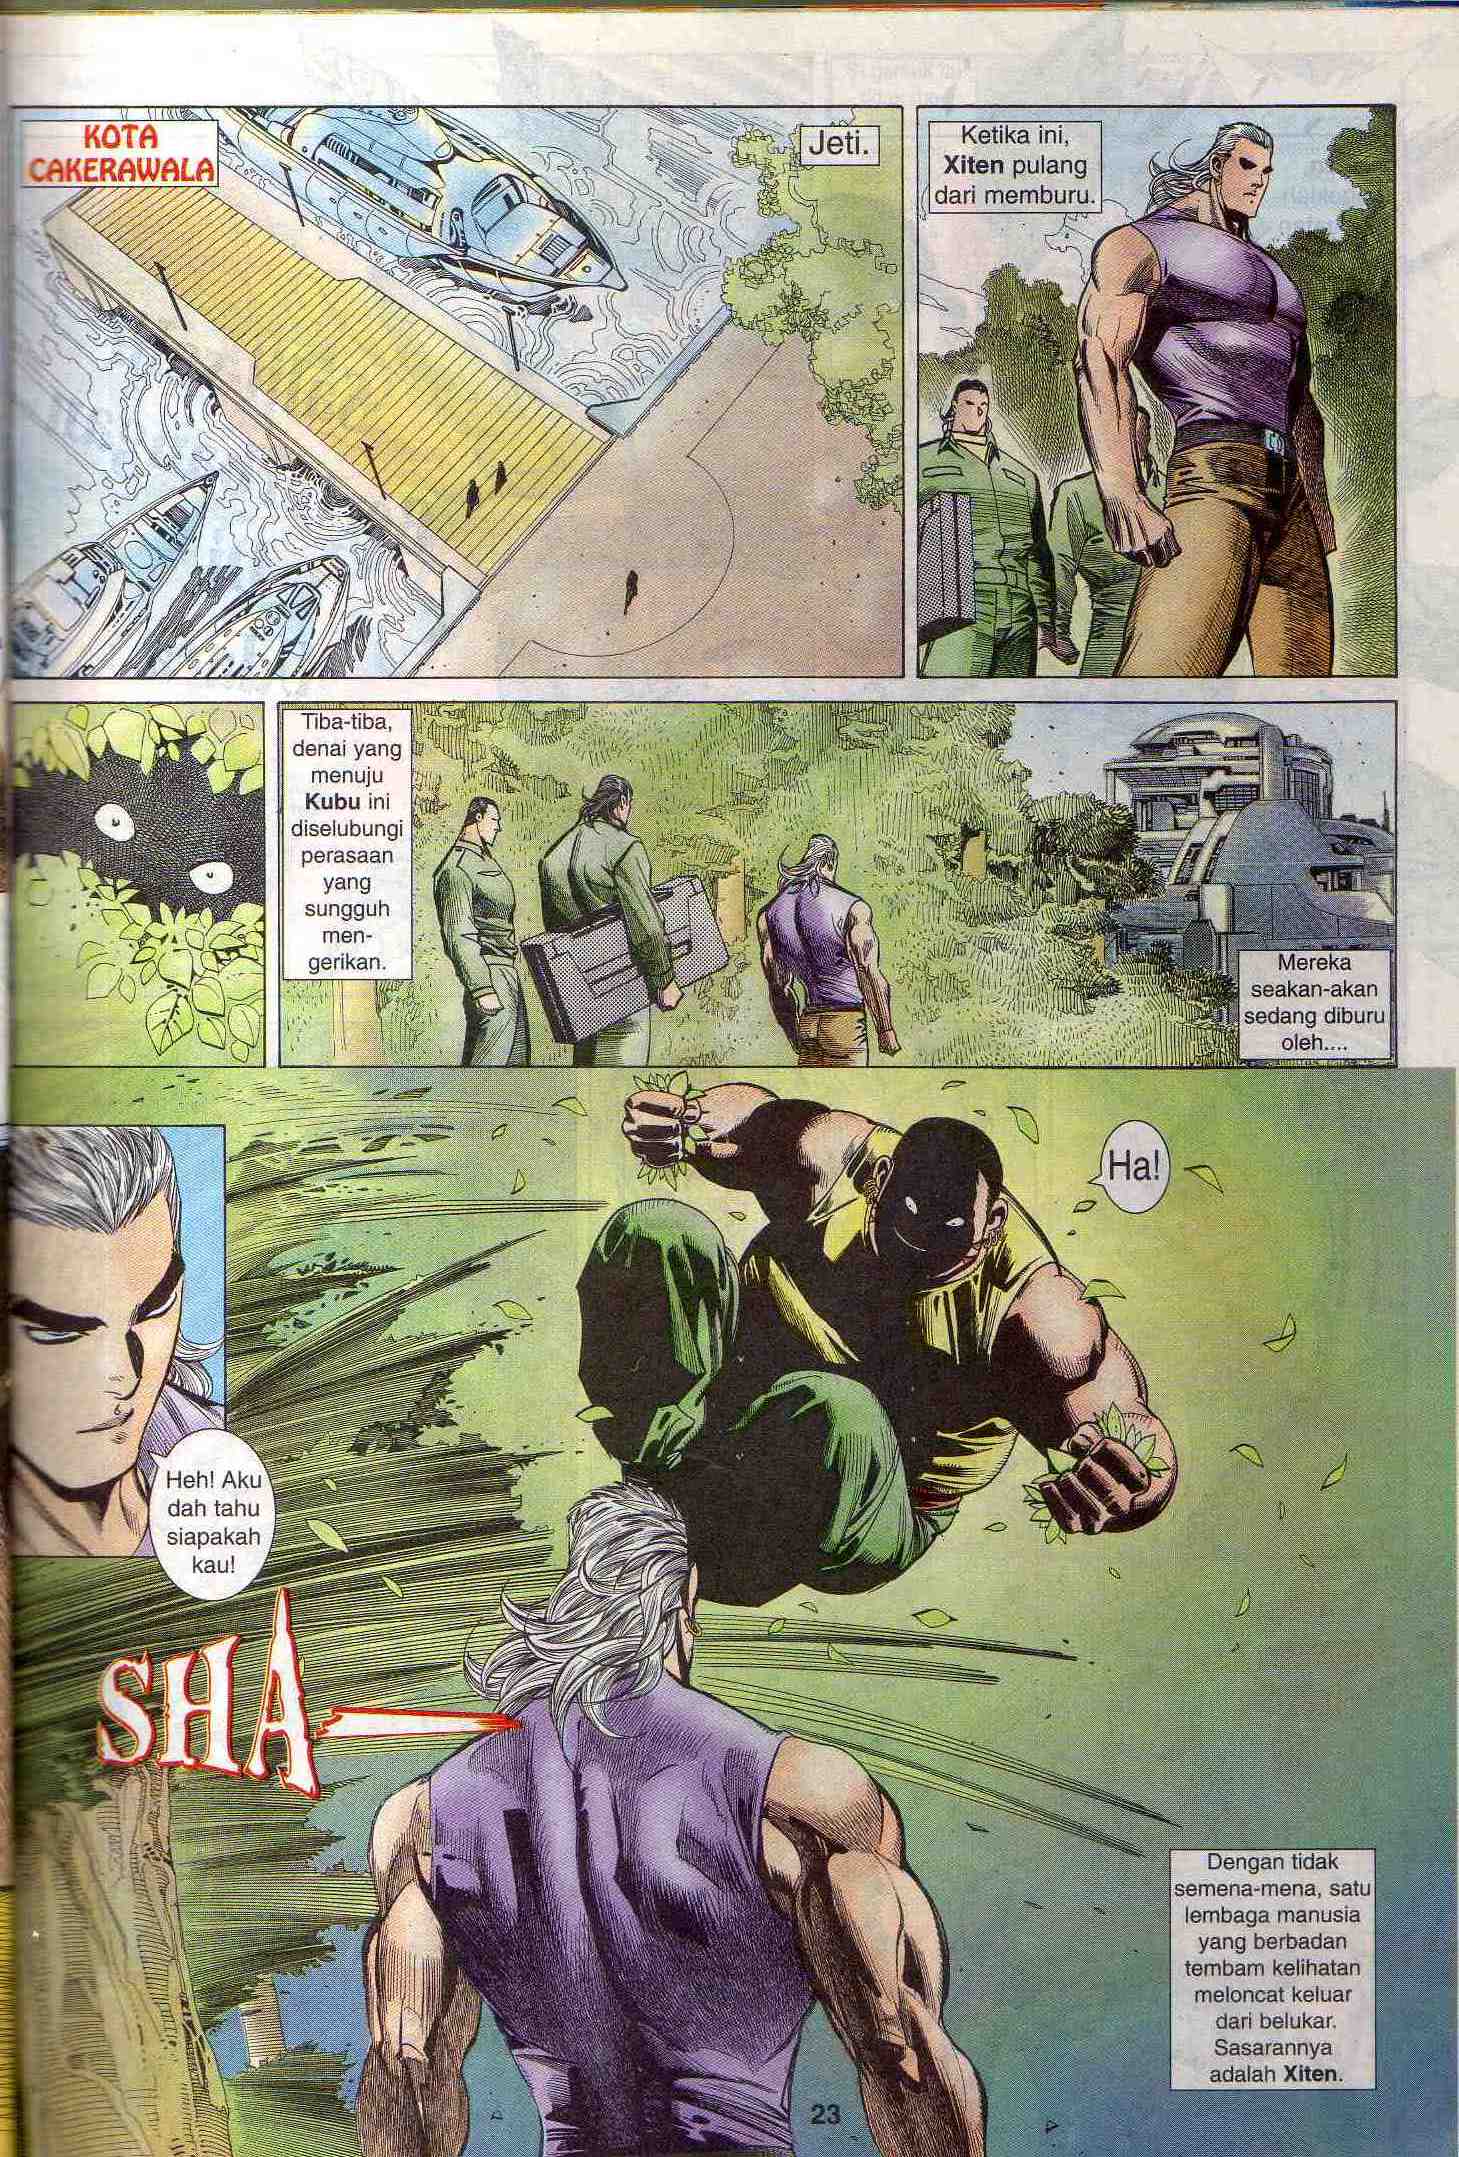 KOTA
CAKERAWALA
Jeti.
Ketika ini,
Xiten pulang
dari memburu.
Tiba-tiba,
denai yang
menuju
Kubu ini
diselubungi
perasaan
yang
sungguh
men-
gerikan.
Mereka
seakan-akan
sedang diburu
oleh....
Ha!
Heh! Aku
dah tahu
siapakah
kau!
SHA
Dengan tidak
semena-mena, satu
lembaga manusia
yang berbadan
tembam kelihatan
meloncat keluar
dari belukar.
Sasarannya
adalah Xiten.
23